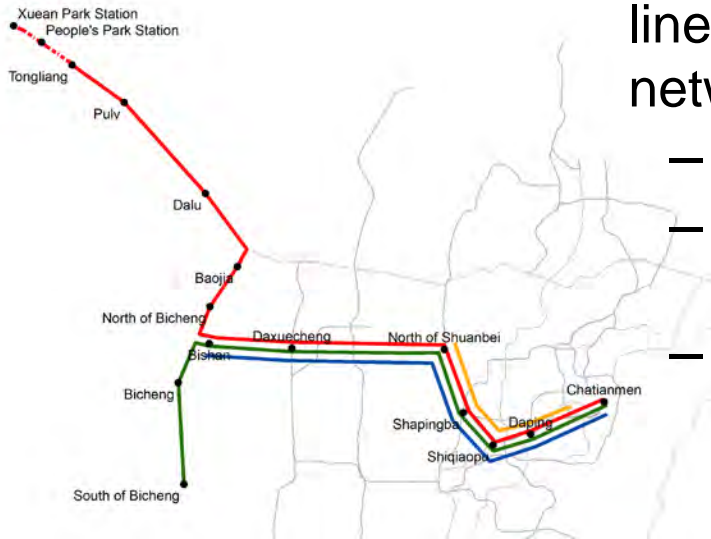 Xuean Park Station
People's Park Station
Tongliang
Pulv
Dalu
Baojia
North of Bicheng
Bishan
Daxuecheng
North of Shuanbei
Bicheng
South of Bicheng
Shapingba
Shiqiaopu
Daping
Chatianmen
line
netw
–
–
–